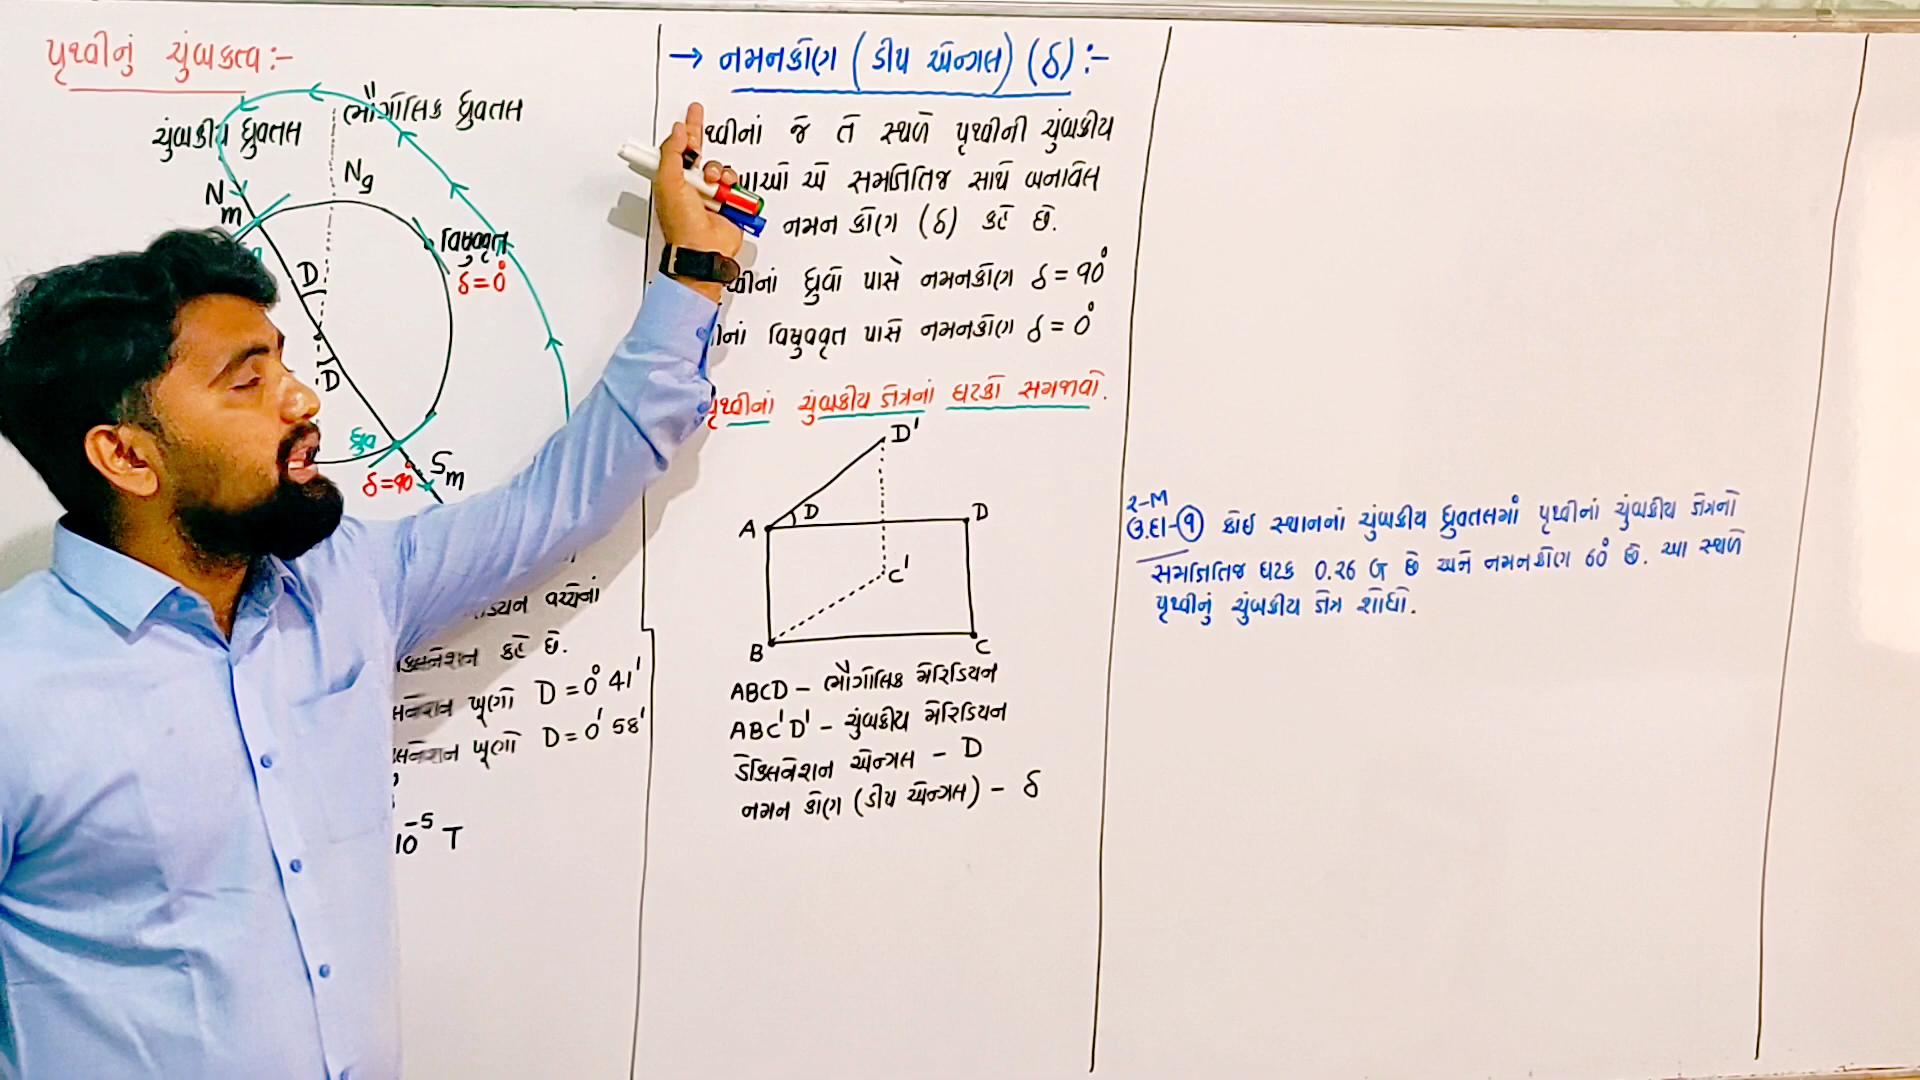 પૃથ્વીનું ચુંબકત્વ :-
ભૌગોલિક ધ્રુવતલ
ચુંબકીય ધ્રુવતલ
Ng
Nm
વિષુવવૃત
δ=0°
D
D
ધ્રુવ
δ=90°
Sm
વચ્ચેનાં
કહે છે.
ખૂણો D = 0° 41'
ખૂણો D = 0' 58'
10⁻⁵ T
→ નમનકોણ (ડીપ એન્ગલ) (δ) :-
જે તે સ્થળે પૃથ્વીની ચુંબકીય
એ સમક્ષિતિજ સાથે બનાવેલ
નમન કોણ (δ) કહે છે.
ધ્રુવો પાસે નમનકોણ δ = 90°
વિષુવવૃત પાસે નમનકોણ δ = 0°
પૃથ્વીનાં ચુંબકીય ક્ષેત્રનાં ઘટકો સમજાવો.
D'
A D D
C'
B C
ABCD – ભૌગોલિક મેરિડિયન
ABC'D' – ચુંબકીય મેરિડિયન
ડેક્લિનેશન એન્ગલ – D
નમન કોણ (ડીપ એન્ગલ) – δ
2-M
ઉ.દા-૧ કોઈ સ્થાનનાં ચુંબકીય ધ્રુવતલમાં પૃથ્વીનાં ચુંબકીય ક્ષેત્રનો
સમક્ષિતિજ ઘટક 0.26 G છે અને નમનકોણ 60° છે. આ સ્થળે
પૃથ્વીનું ચુંબકીય ક્ષેત્ર શોધો.